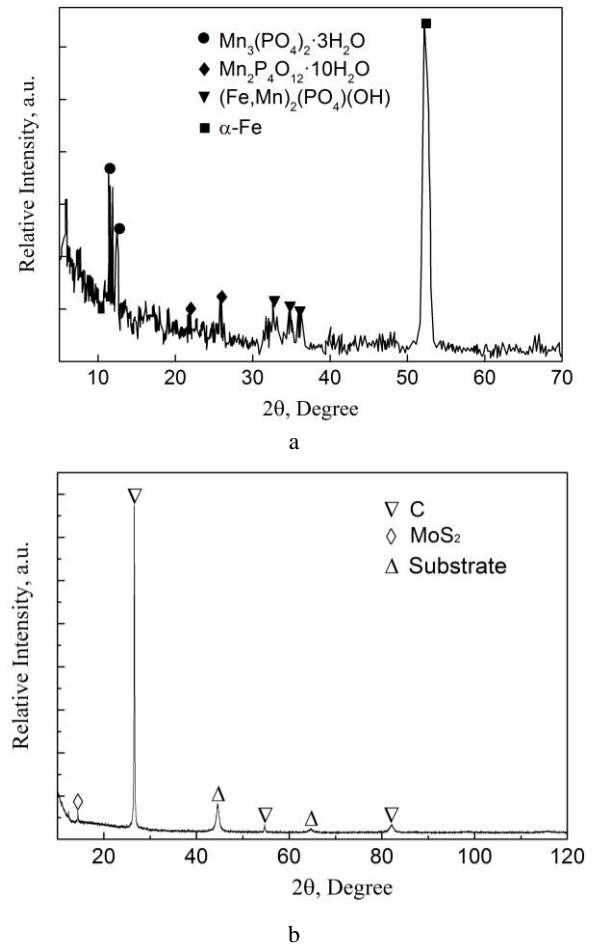 Mn₃(PO₄)₂·3H₂O
Mn₂P₄O₁₂·10H₂O
(Fe,Mn)₂(PO₄)(OH)
α-Fe
Relative Intensity, a.u.
10 20 30 40 50 60 70
2θ, Degree
a
C
MoS₂
Substrate
Relative Intensity, a.u.
20 40 60 80 100 120
2θ, Degree
b